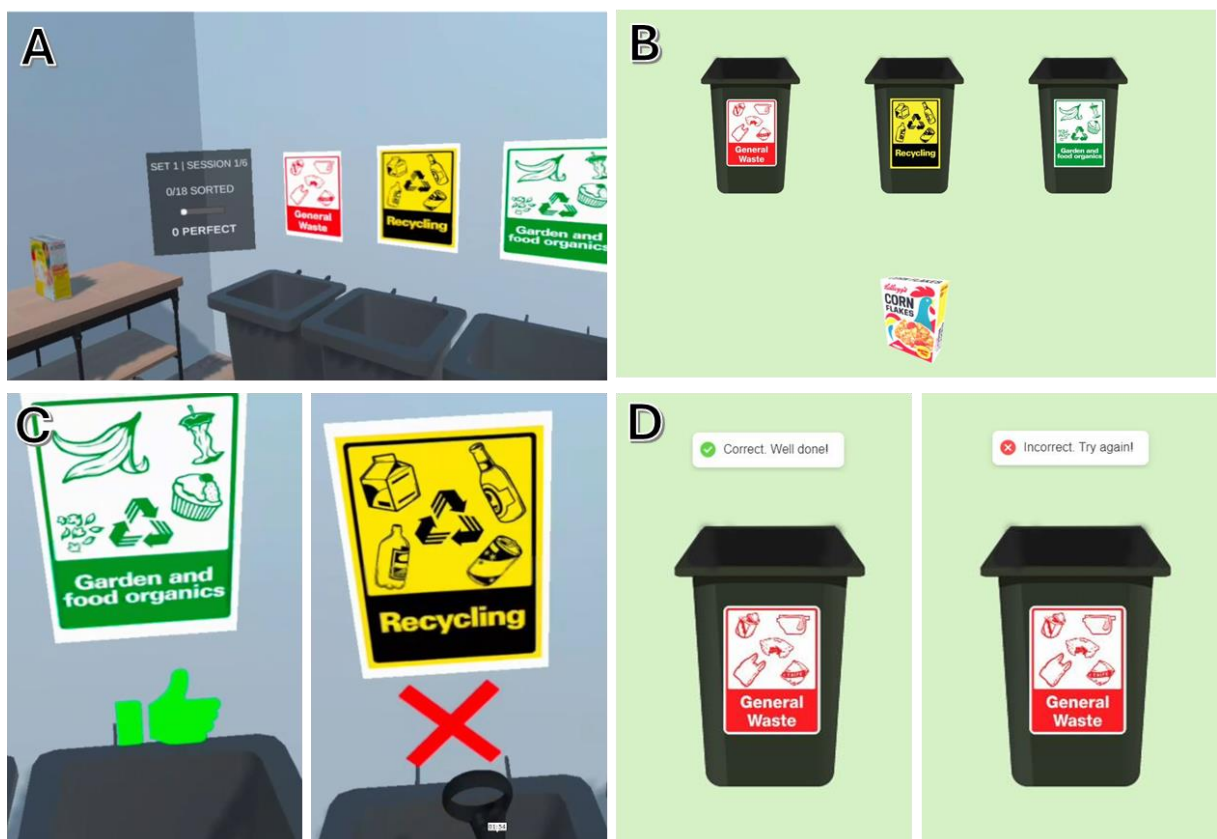 A
SET 1 | SESSION 1/6
0/18 SORTED
0 PERFECT
General
Waste
Recycling
Garden and
food organics
B
General
Waste
Recycling
Garden and
food organics
Kellogg's
CORN
FLAKES
C
Garden and
food organics
Recycling
D
Correct. Well done!
General
Waste
Incorrect. Try again!
General
Waste